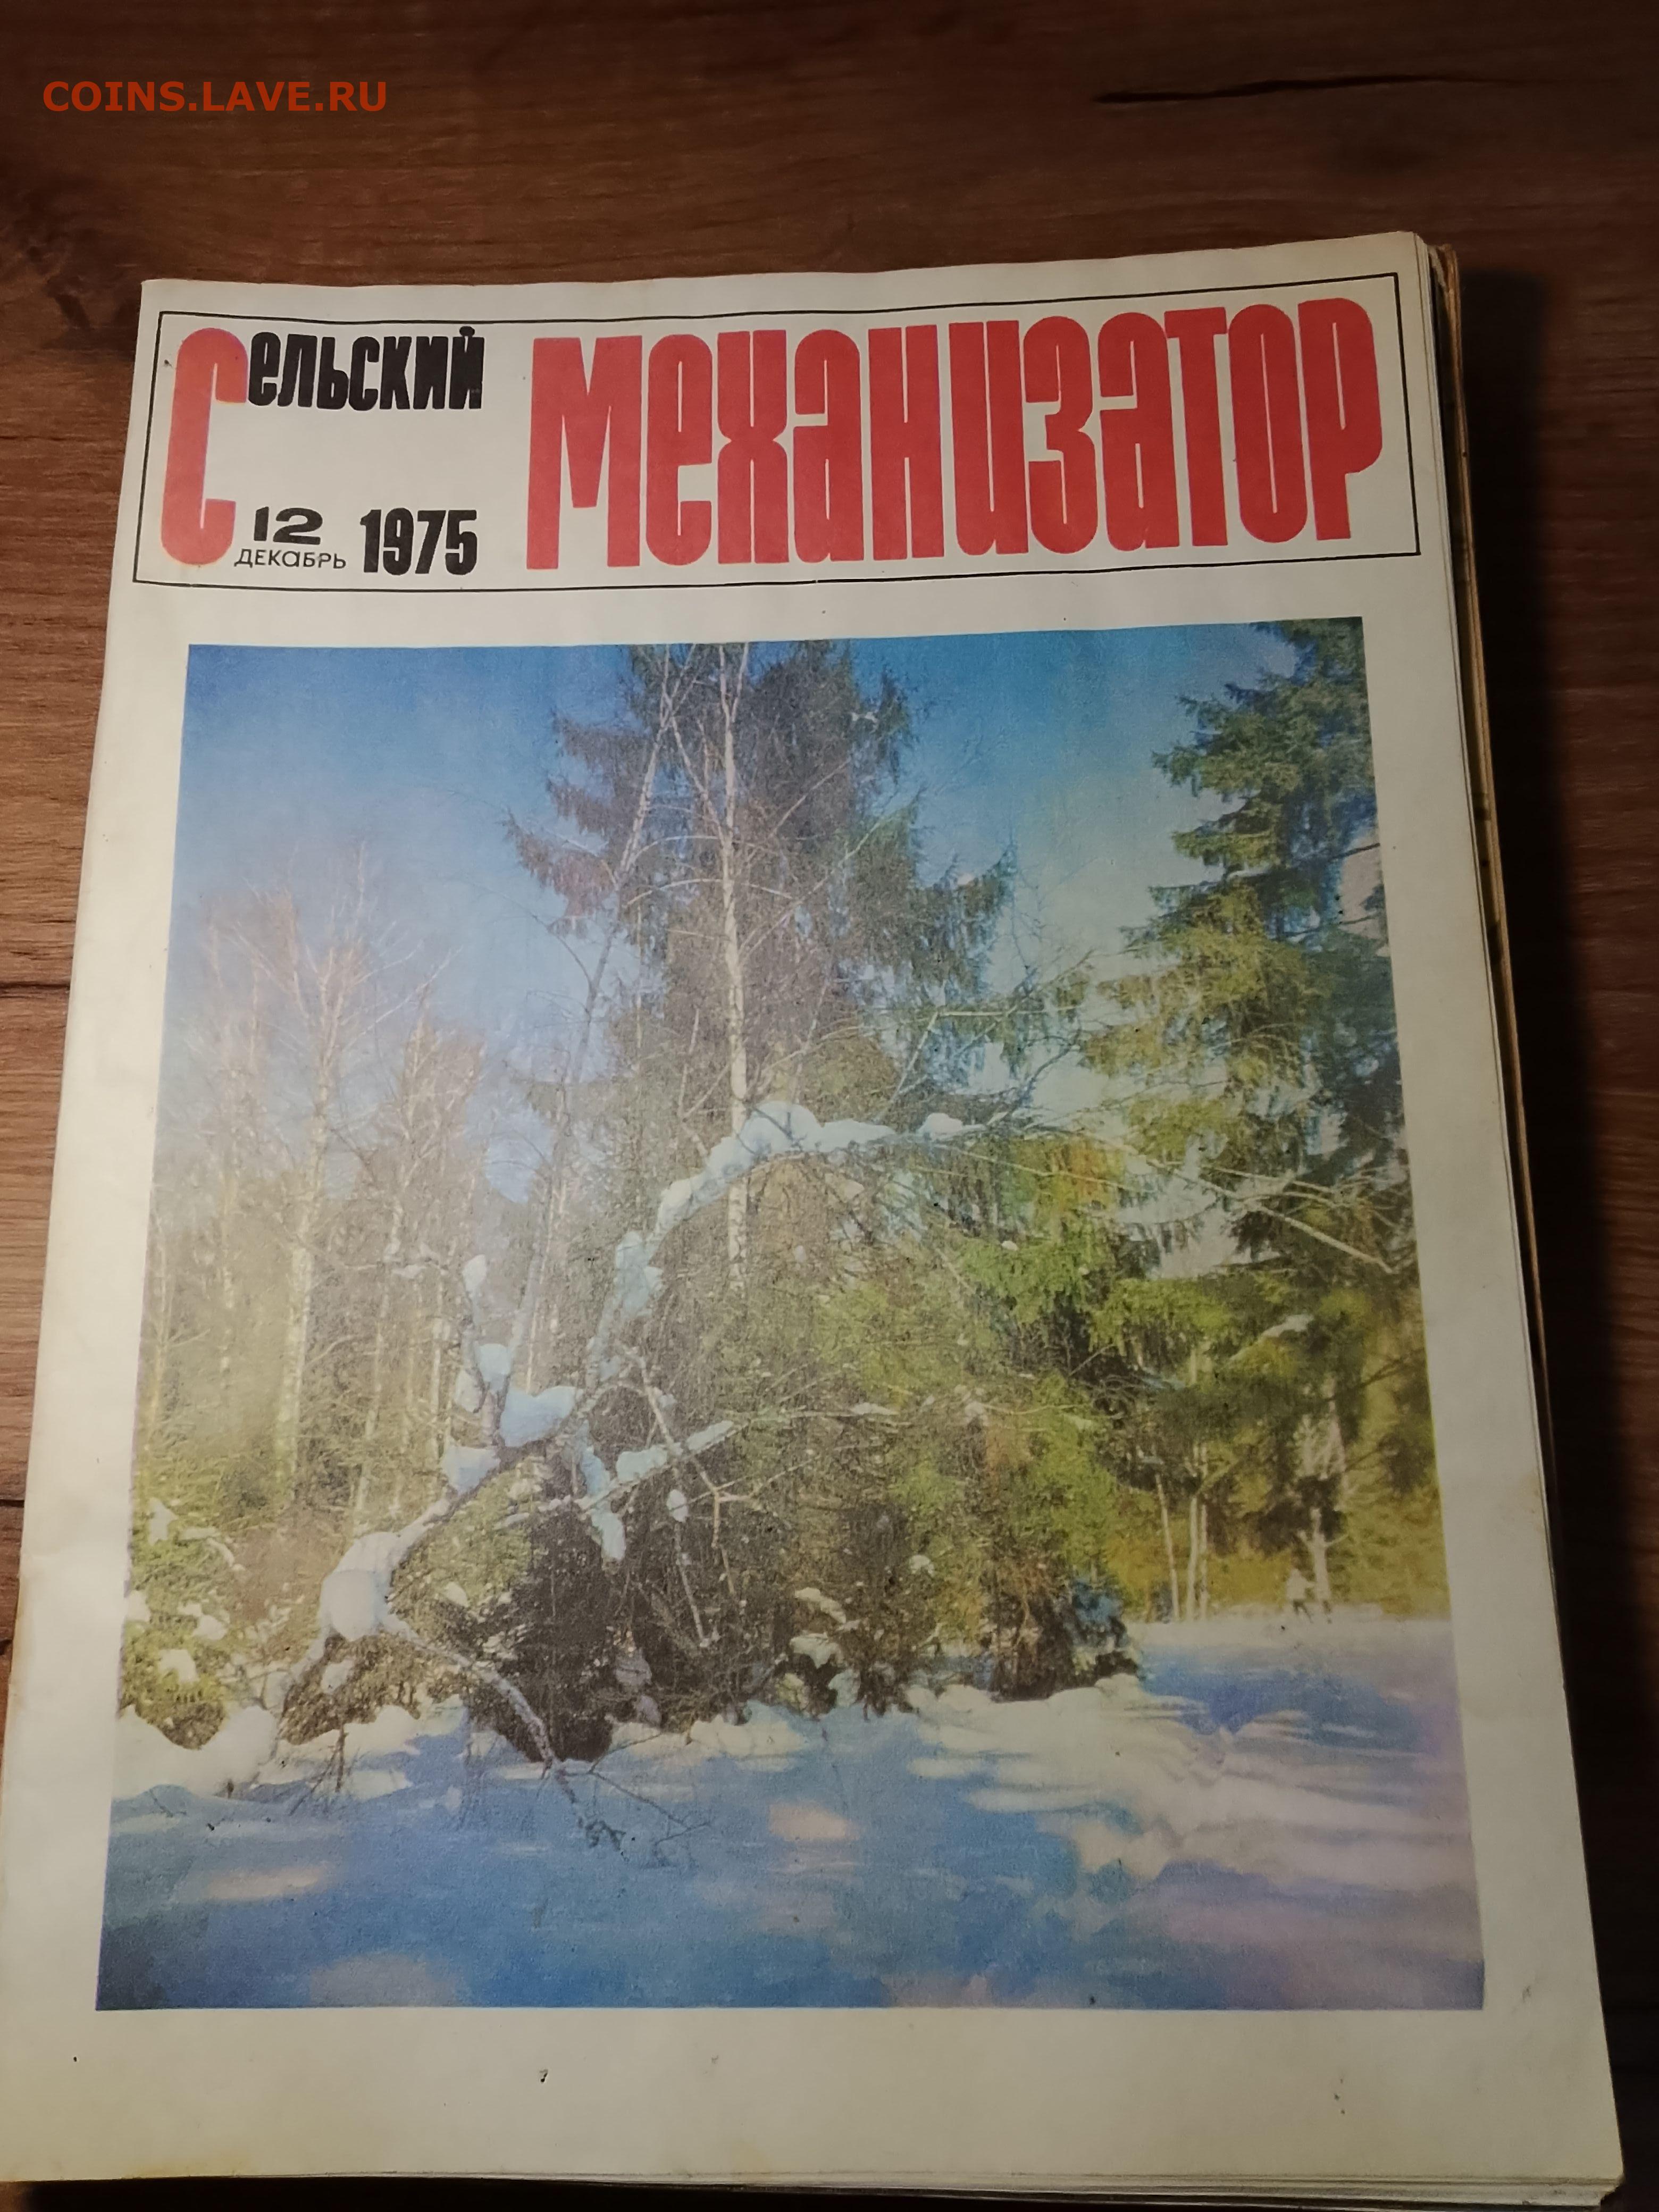 COINS.LAVE.RU
Сельский механизатор
12 декабрь 1975